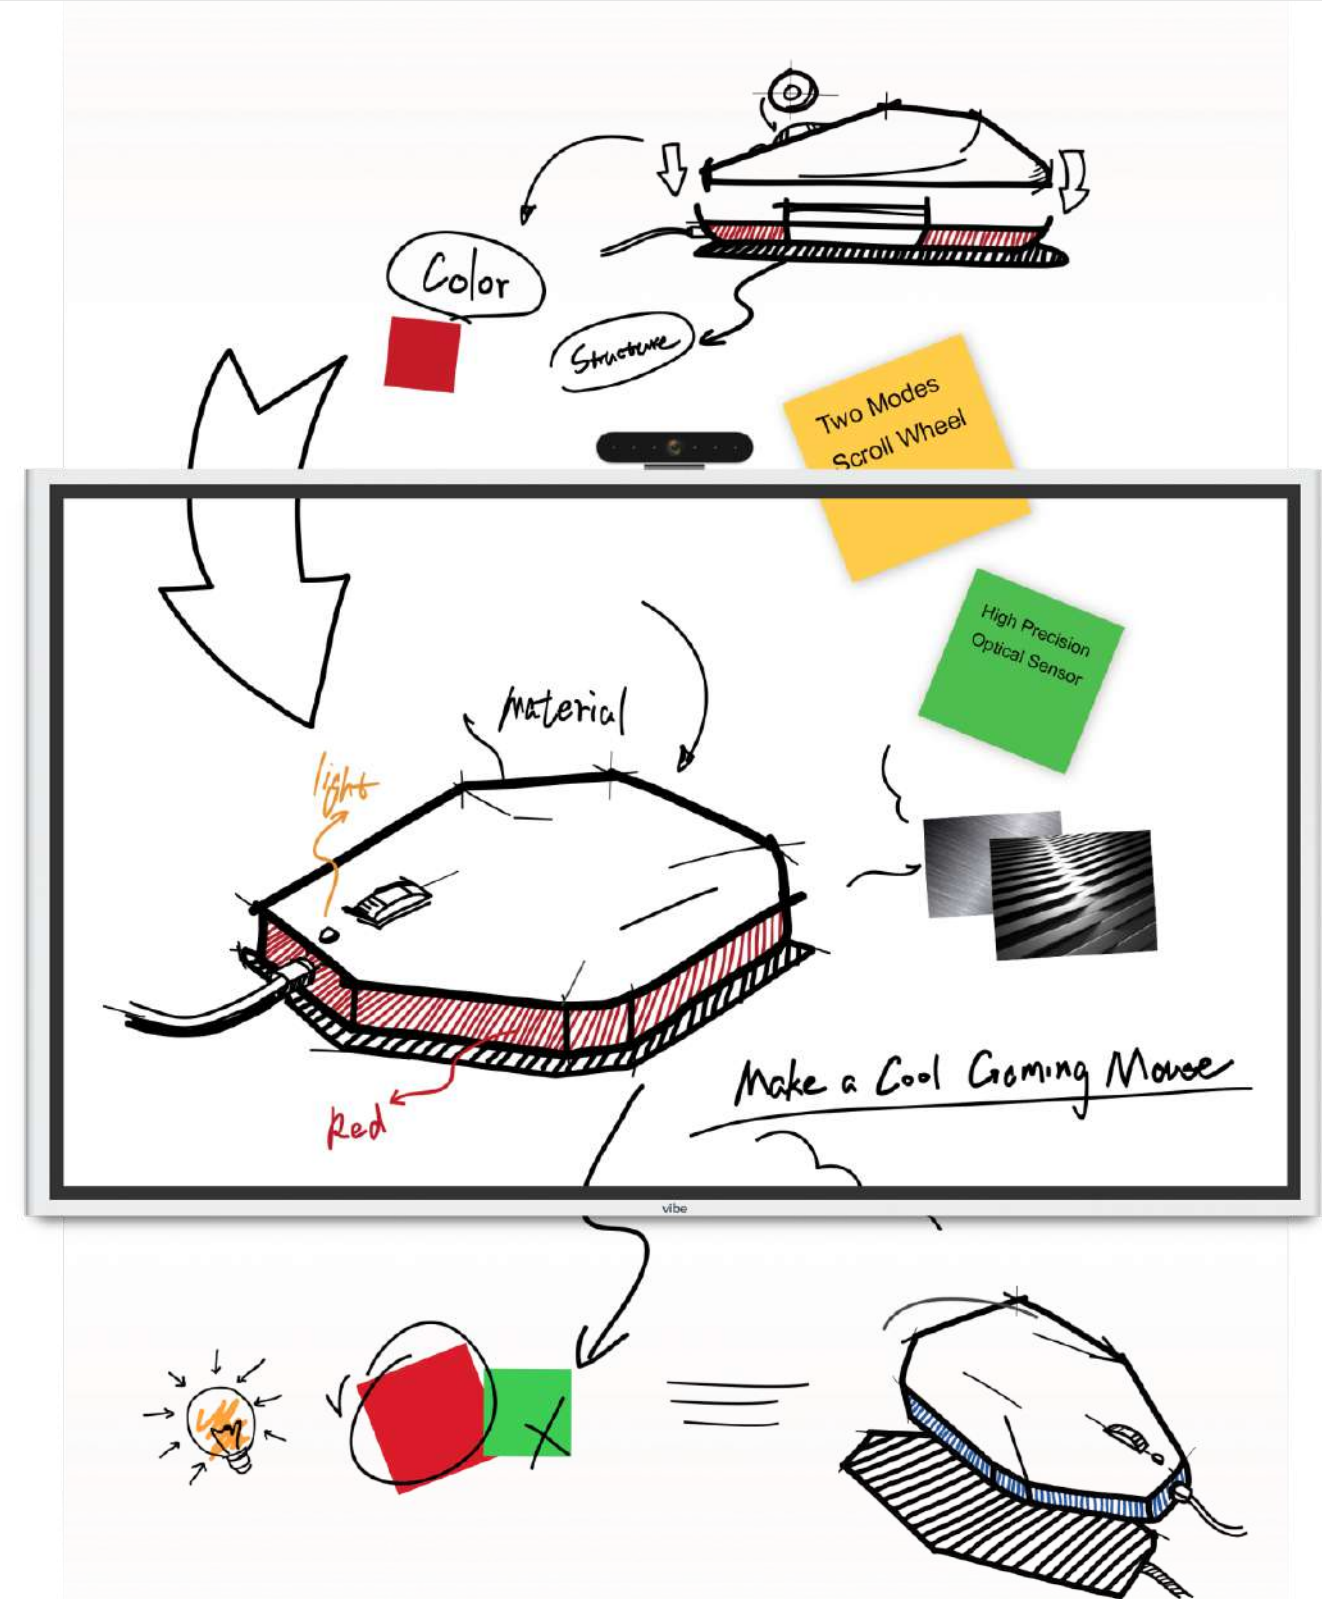 Color
Structure
Two Modes
Scroll Wheel
High Precision
Optical Sensor
material
light
Red
Make a Cool Gaming Mouse
vibe